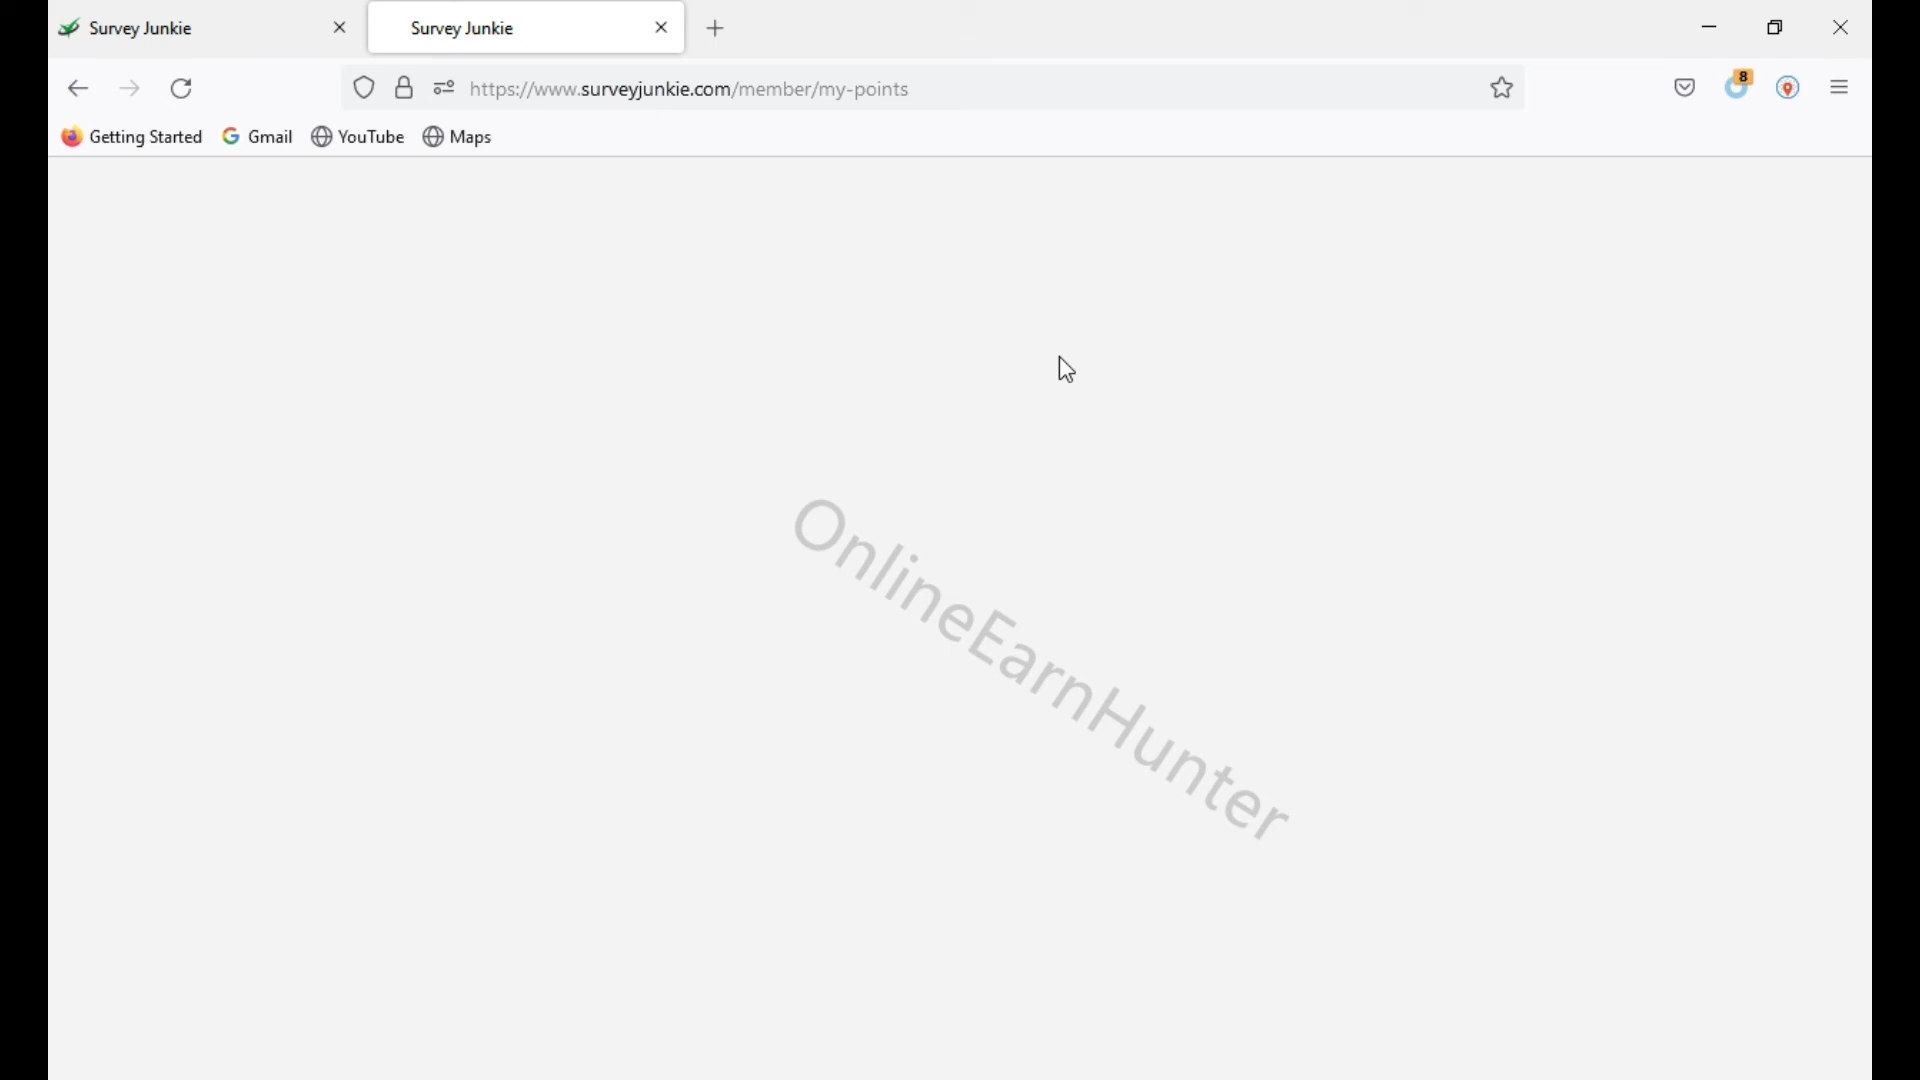 Survey Junkie
Survey Junkie
https://www.surveyjunkie.com/member/my-points
8
Getting Started
Gmail
YouTube
Maps
OnlineEarnHunter